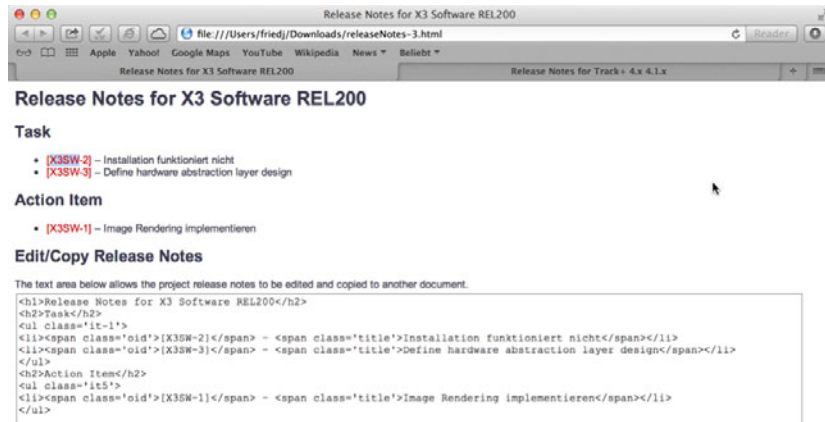 Release Notes for X3 Software REL200
file:///Users/friedj/Downloads/releaseNotes-3.html
Reader
Apple Yahoo! Google Maps YouTube Wikipedia News Beliebt
Release Notes for X3 Software REL200
Release Notes for Track+ 4.x 4.1.x
Release Notes for X3 Software REL200
Task
• [X3SW-2] – Installation funktioniert nicht
• [X3SW-3] – Define hardware abstraction layer design
Action Item
• [X3SW-1] – Image Rendering implementieren
Edit/Copy Release Notes
The text area below allows the project release notes to be edited and copied to another document.
<h1>Release Notes for X3 Software REL200</h2>
<h2>Task</h2>
<ul class='it-1'>
<li><span class='oid'>[X3SW-2]</span> - <span class='title'>Installation funktioniert nicht</span></li>
<li><span class='oid'>[X3SW-3]</span> - <span class='title'>Define hardware abstraction layer design</span></li>
</ul>
<h2>Action Item</h2>
<ul class='it5'>
<li><span class='oid'>[X3SW-1]</span> - <span class='title'>Image Rendering implementieren</span></li>
</ul>